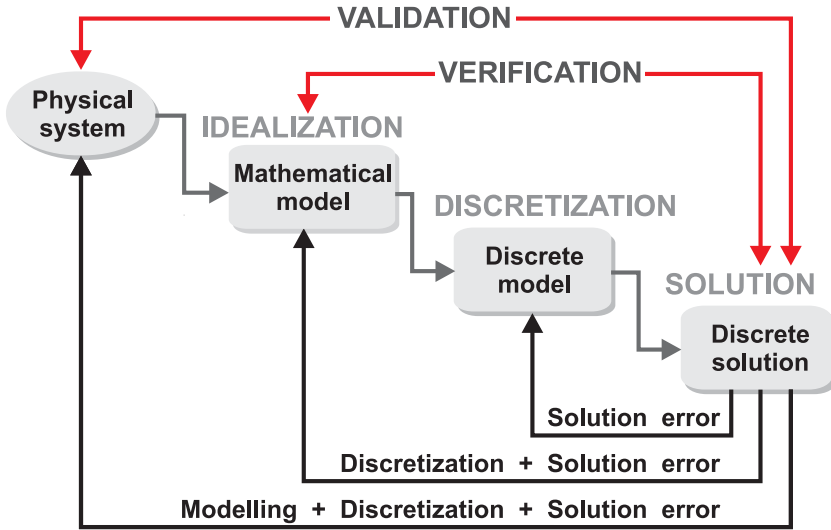 VALIDATION
VERIFICATION
Physical
system
IDEALIZATION
Mathematical
model
DISCRETIZATION
Discrete
model
SOLUTION
Discrete
solution
Solution error
Discretization + Solution error
Modelling + Discretization + Solution error